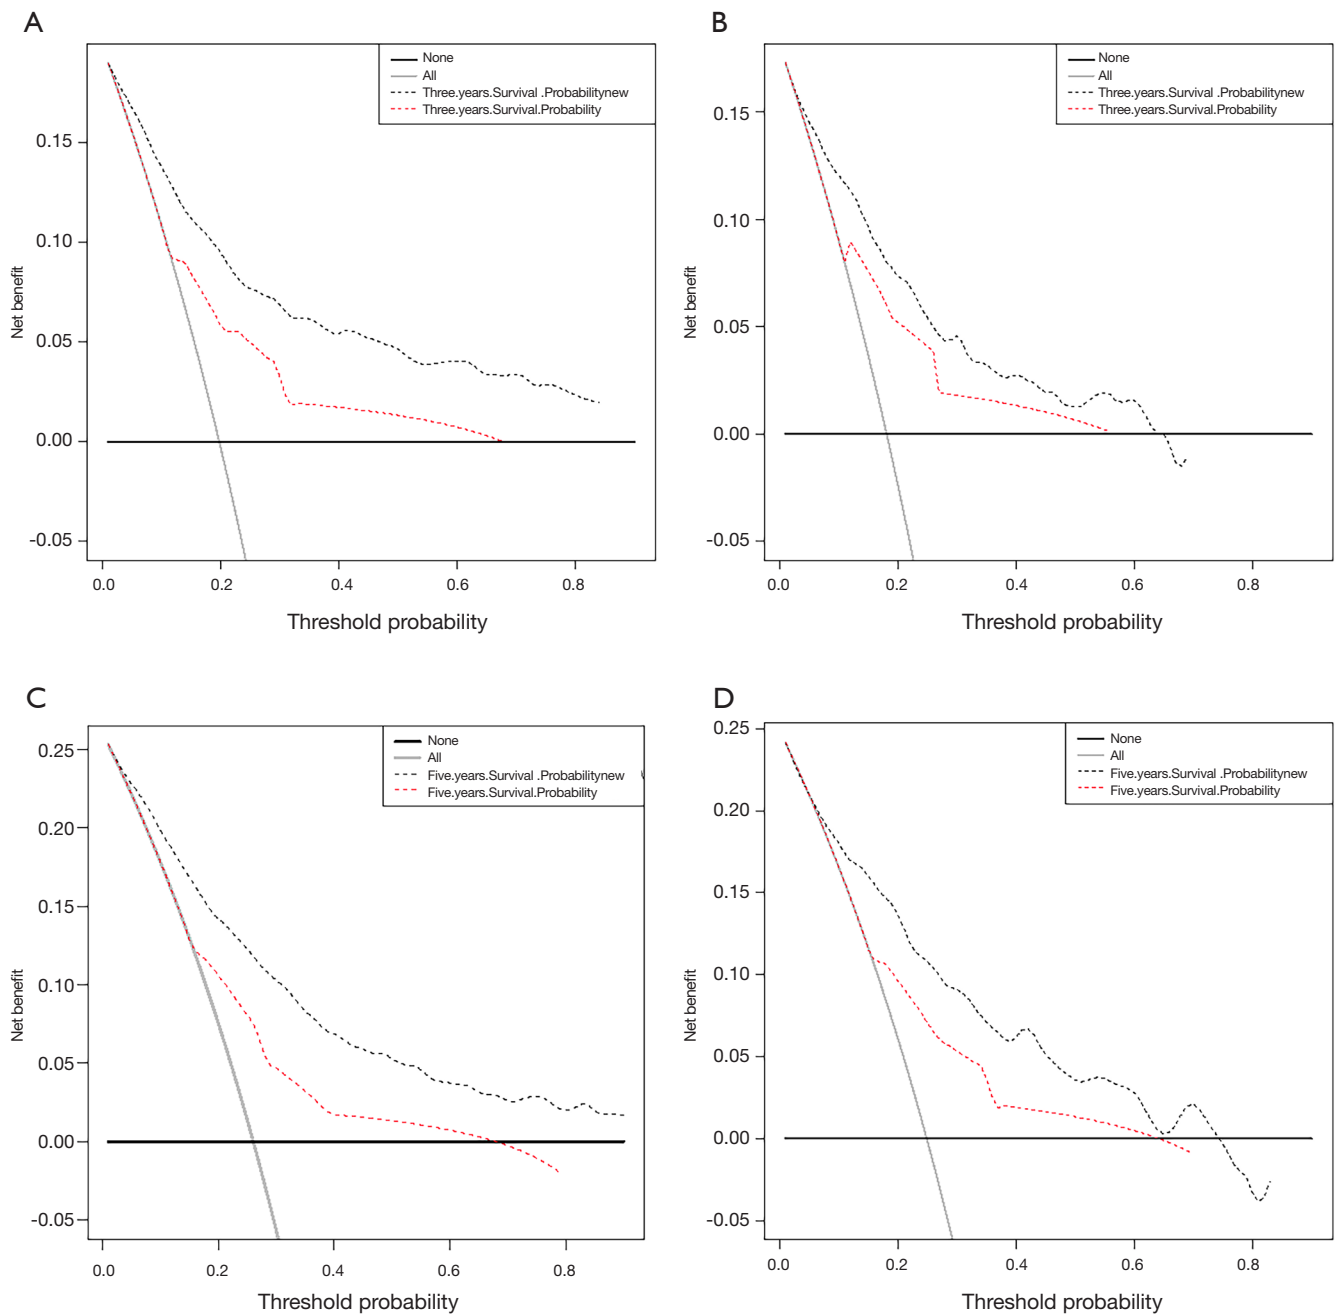 A
None
All
Three.years.Survival .Probabilitynew
Three.years.Survival.Probability
0.15
0.10
0.05
0.00
-0.05
Net benefit
0.0 0.2 0.4 0.6 0.8
Threshold probability
B
None
All
Three.years.Survival .Probabilitynew
Three.years.Survival.Probability
0.15
0.10
0.05
0.00
-0.05
Net benefit
0.0 0.2 0.4 0.6 0.8
Threshold probability
C
None
All
Five.years.Survival .Probabilitynew
Five.years.Survival.Probability
0.25
0.20
0.15
0.10
0.05
0.00
-0.05
Net benefit
0.0 0.2 0.4 0.6 0.8
Threshold probability
D
None
All
Five.years.Survival .Probabilitynew
Five.years.Survival.Probability
0.25
0.20
0.15
0.10
0.05
0.00
-0.05
Net benefit
0.0 0.2 0.4 0.6 0.8
Threshold probability